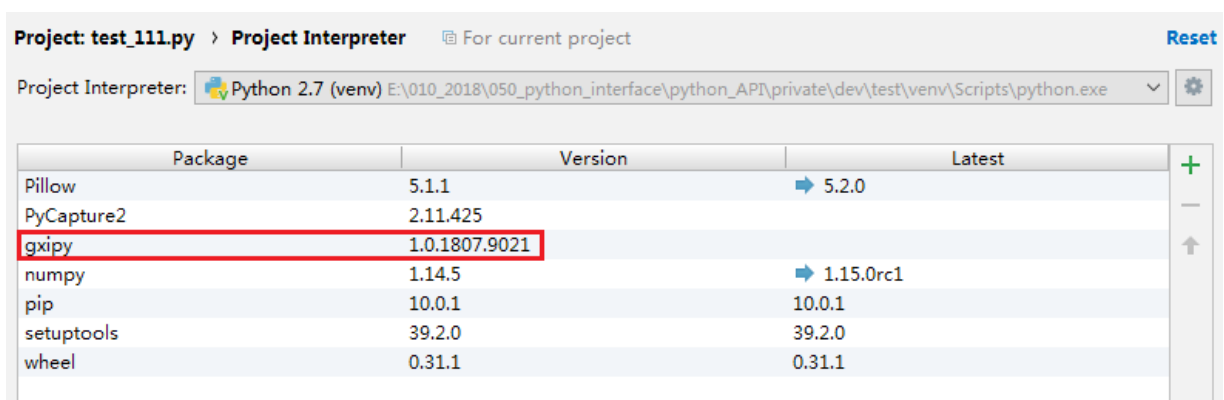 Project: test_111.py > Project Interpreter For current project Reset
Project Interpreter: Python 2.7 (venv) E:\010_2018\050_python_interface\python_API\private\dev\test\venv\Scripts\python.exe
Package Version Latest
Pillow 5.1.1 5.2.0
PyCapture2 2.11.425
gxipy 1.0.1807.9021
numpy 1.14.5 1.15.0rc1
pip 10.0.1 10.0.1
setuptools 39.2.0 39.2.0
wheel 0.31.1 0.31.1